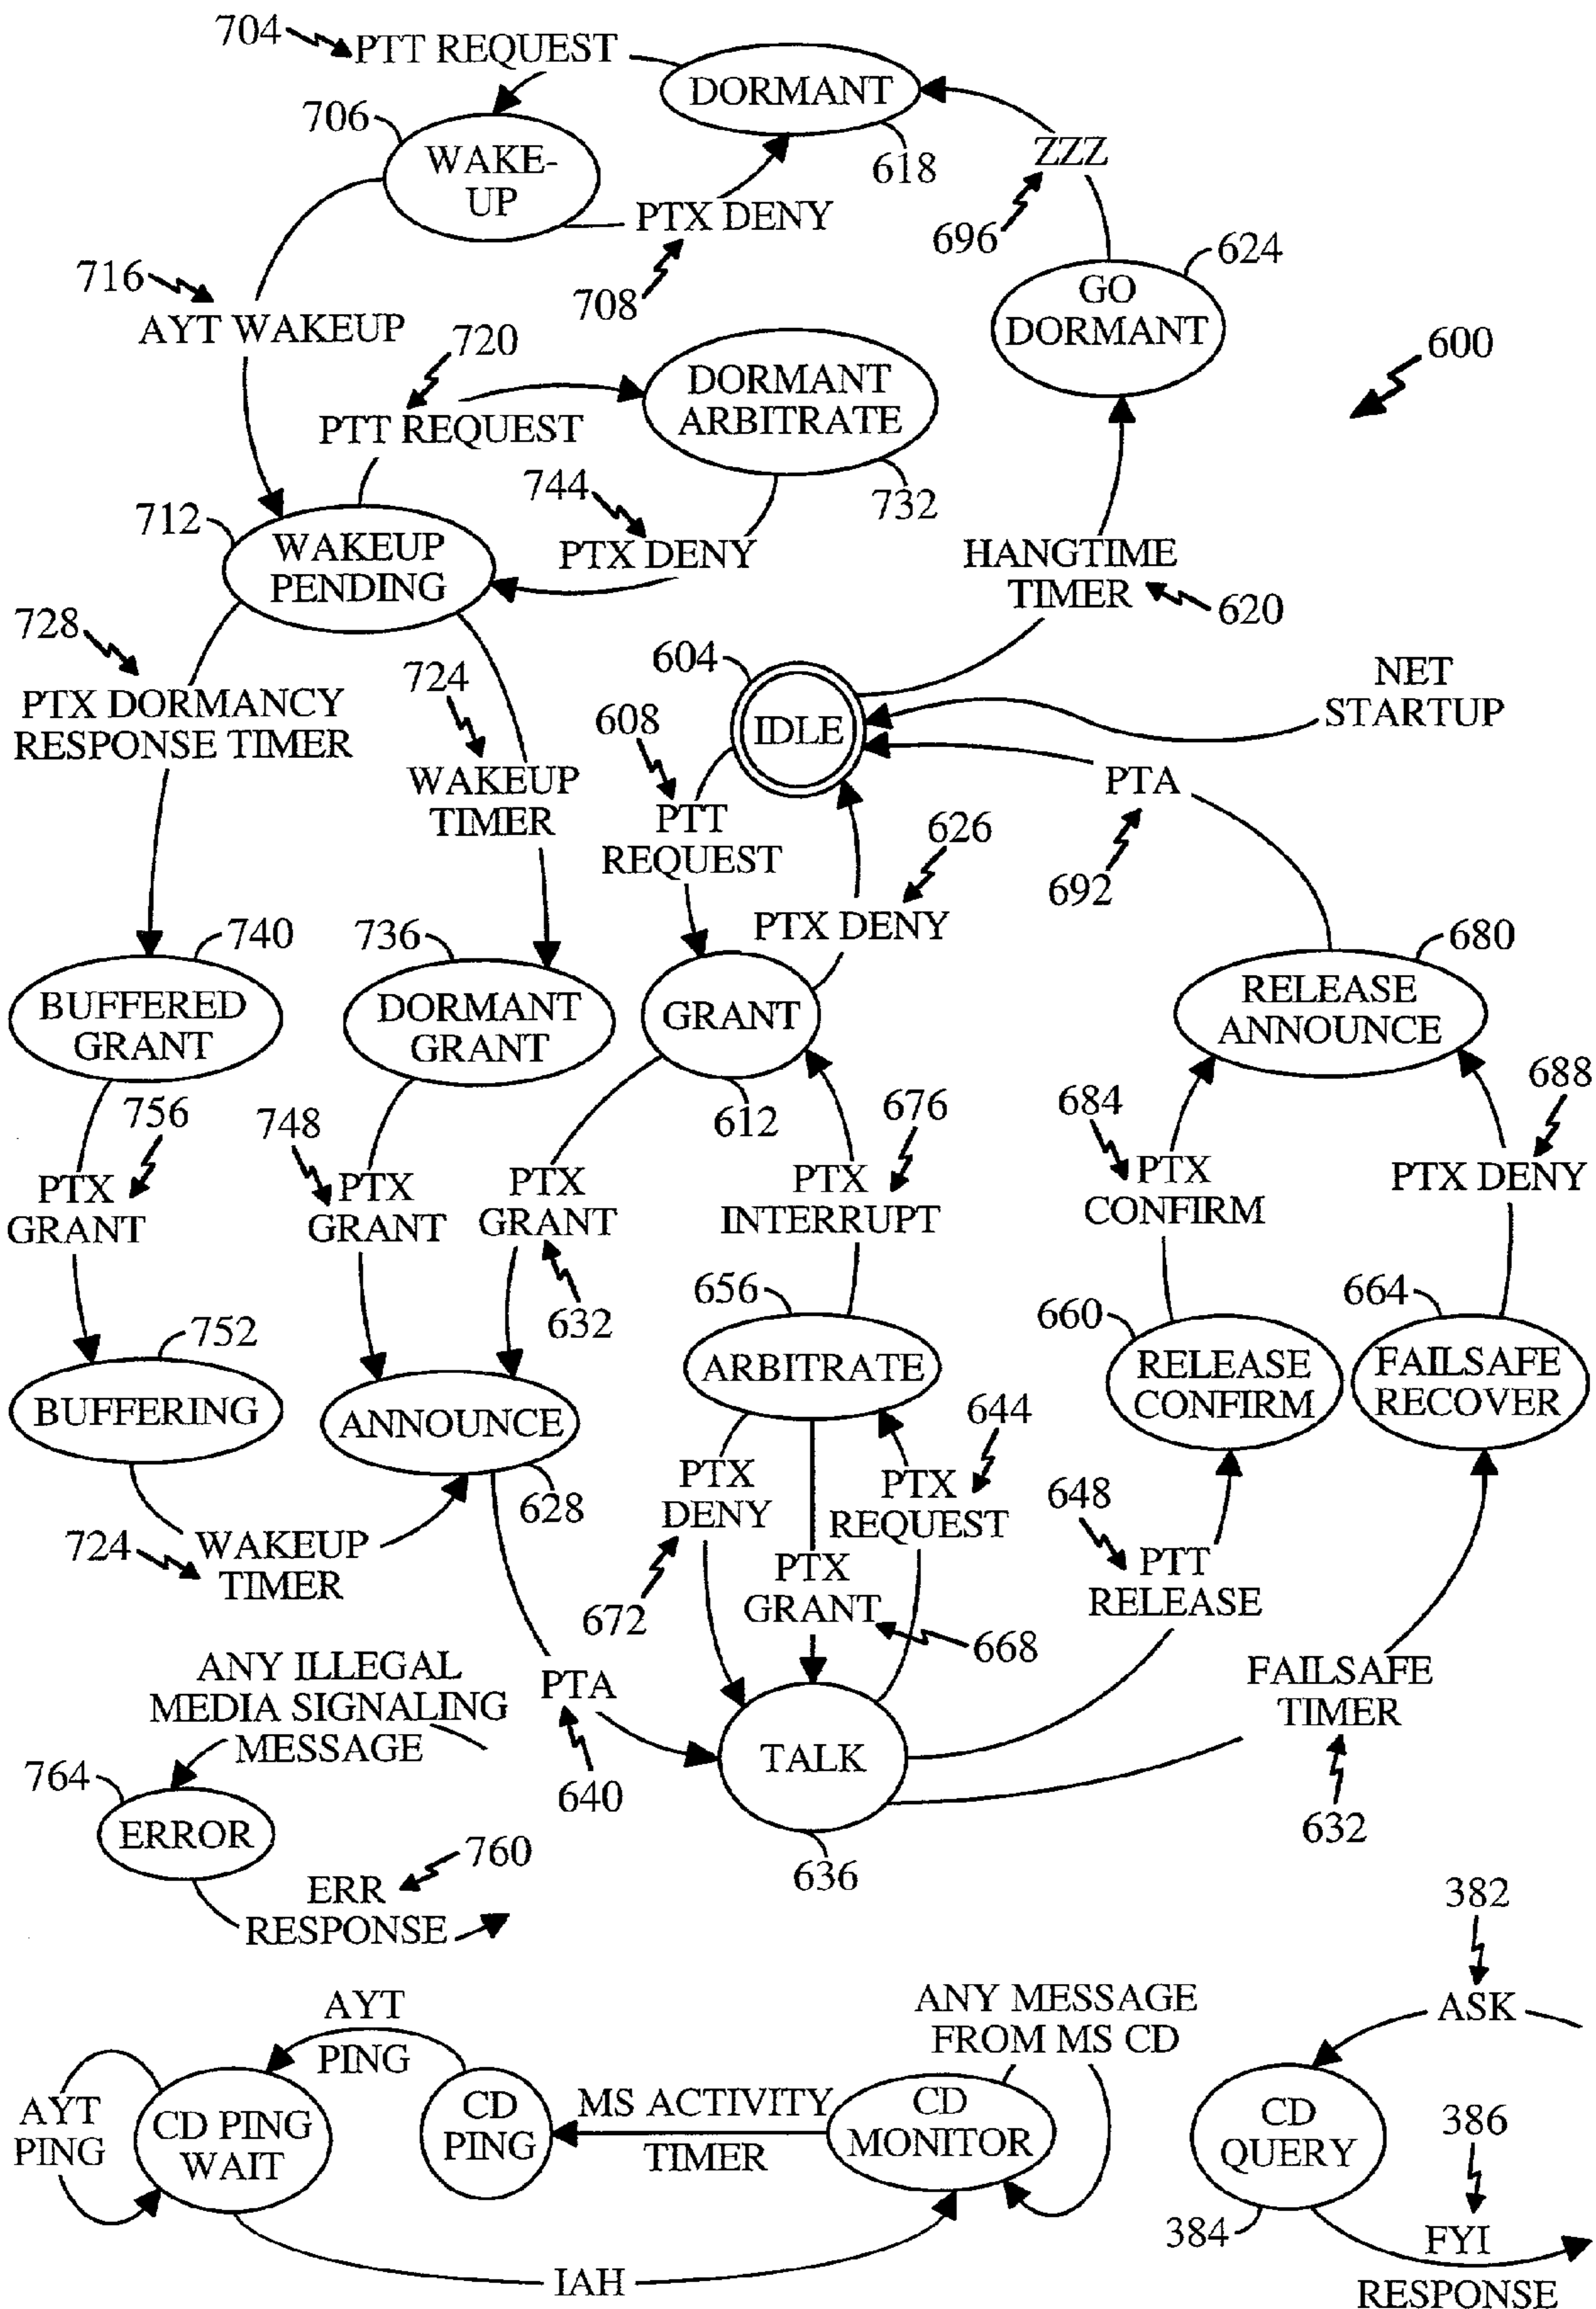 704
PTT REQUEST
DORMANT
618
706
WAKE-
UP
PTX DENY
708
ZZZ
696
624
GO
DORMANT
600
716
AYT WAKEUP
720
PTT REQUEST
DORMANT
ARBITRATE
732
744
PTX DENY
712
WAKEUP
PENDING
HANGTIME
TIMER
620
728
PTX DORMANCY
RESPONSE TIMER
724
WAKEUP
TIMER
604
IDLE
NET
STARTUP
608
PTT
REQUEST
626
PTX DENY
PTA
692
740
BUFFERED
GRANT
736
DORMANT
GRANT
GRANT
612
680
RELEASE
ANNOUNCE
756
PTX
GRANT
748
PTX
GRANT
PTX
GRANT
632
676
PTX
INTERRUPT
684
PTX
CONFIRM
688
PTX DENY
752
BUFFERING
ANNOUNCE
628
656
ARBITRATE
660
RELEASE
CONFIRM
664
FAILSAFE
RECOVER
724
WAKEUP
TIMER
PTX
DENY
672
PTX
GRANT
668
644
PTX
REQUEST
648
PTT
RELEASE
FAILSAFE
TIMER
632
PTA
640
TALK
636
ANY ILLEGAL
MEDIA SIGNALING
MESSAGE
764
ERROR
760
ERR
RESPONSE
382
ASK
AYT
PING
AYT
PING
CD PING
WAIT
CD
PING
MS ACTIVITY
TIMER
ANY MESSAGE
FROM MS CD
CD
MONITOR
IAH
CD
QUERY
384
386
FYI
RESPONSE